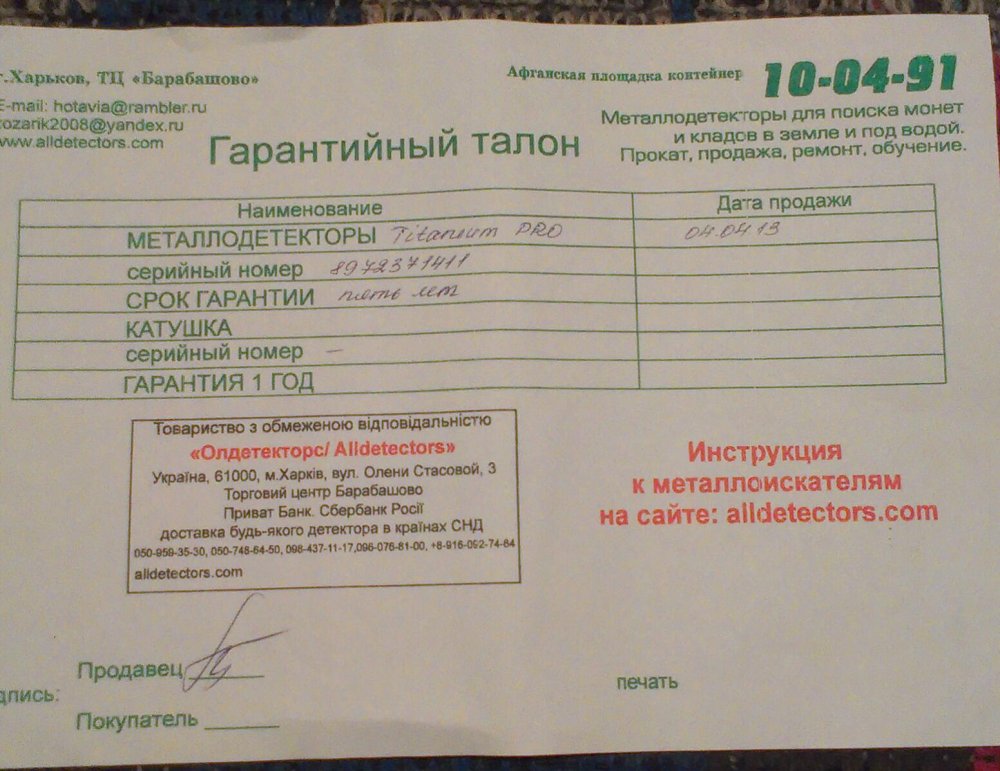 г.Харьков, ТЦ «Барабашово»
E-mail: hotavia@rambler.ru
cozarik2008@yandex.ru
www.alldetectors.com
Афганская площадка контейнер 10-04-91
Металлодетекторы для поиска монет
и кладов в земле и под водой.
Прокат, продажа, ремонт, обучение.
Гарантийный талон
Наименование Дата продажи
МЕТАЛЛОДЕТЕКТОРЫ Titanium PRO 04.04 13
серийный номер 8972371411
СРОК ГАРАНТИИ пять лет
КАТУШКА
серийный номер —
ГАРАНТИЯ 1 ГОД
Товариство з обмеженою відповідальністю
«Олдетекторс/ Alldetectors»
Україна, 61000, м.Харків, вул. Олени Стасової, 3
Торговий центр Барабашово
Приват Банк. Сбербанк Росії
доставка будь-якого детектора в країнах СНД
050-959-35-30, 050-748-64-50, 098-437-11-17,096-076-81-00, +8-916-092-74-64
alldetectors.com
Инструкция
к металлоискателям
на сайте: alldetectors.com
Продавец
дпись:
Покупатель
печать